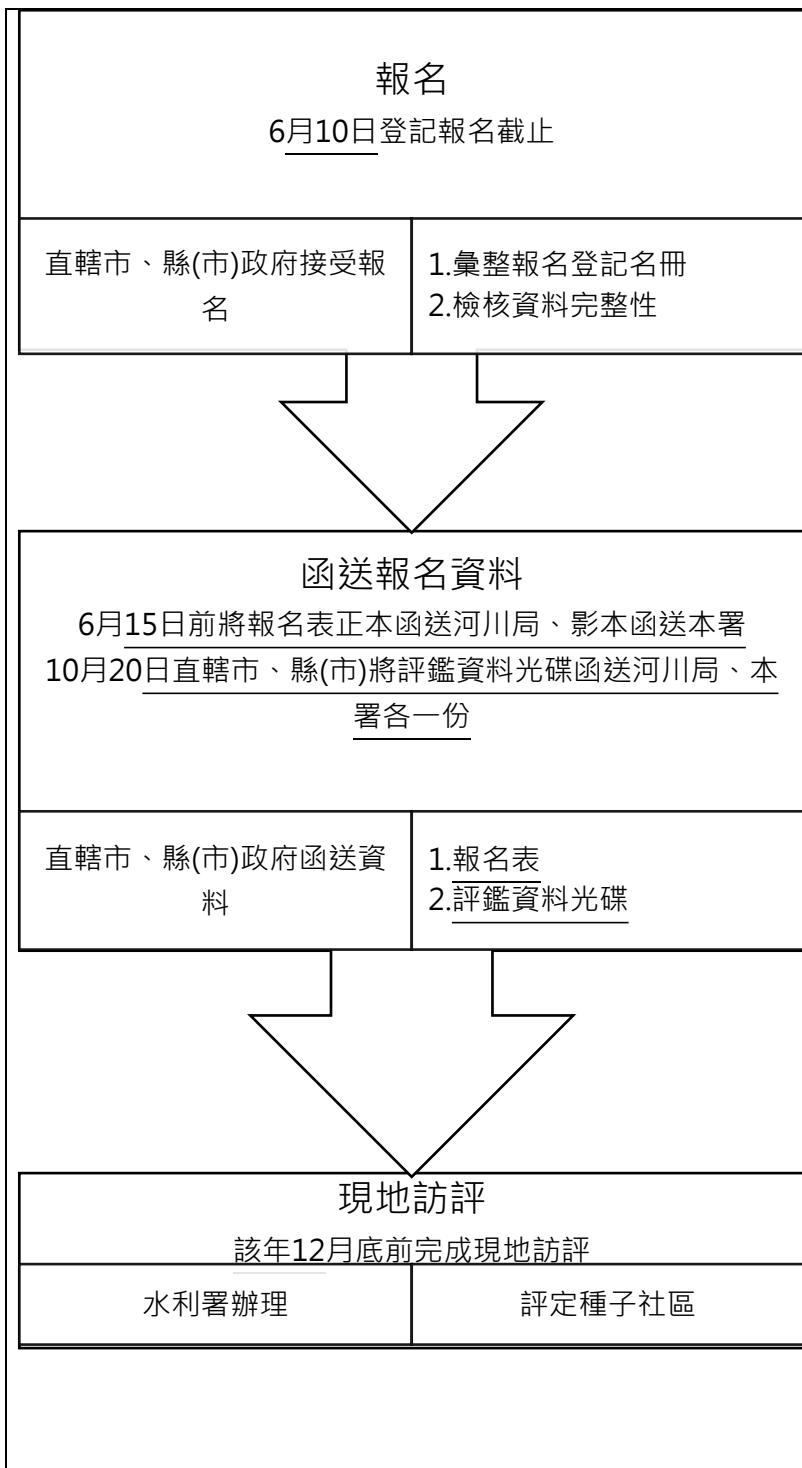 報名
6月10日登記報名截止
直轄市、縣(市)政府接受報
名
1.彙整報名登記名冊
2.檢核資料完整性
函送報名資料
6月15日前將報名表正本函送河川局、影本函送本署
10月20日直轄市、縣(市)將評鑑資料光碟函送河川局、本
署各一份
直轄市、縣(市)政府函送資
料
1.報名表
2.評鑑資料光碟
現地訪評
該年12月底前完成現地訪評
水利署辦理
評定種子社區